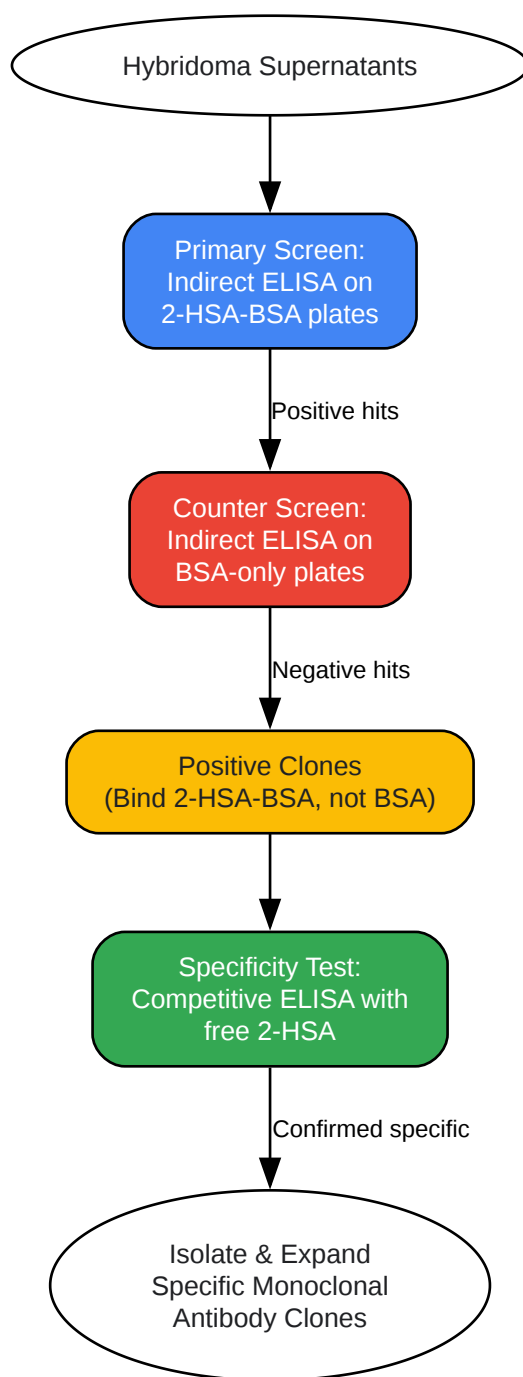 Hybridoma Supernatants
Primary Screen:
Indirect ELISA on
2-HSA-BSA plates
Positive hits
Counter Screen:
Indirect ELISA on
BSA-only plates
Negative hits
Positive Clones
(Bind 2-HSA-BSA, not BSA)
Specificity Test:
Competitive ELISA with
free 2-HSA
Confirmed specific
Isolate & Expand
Specific Monoclonal
Antibody Clones